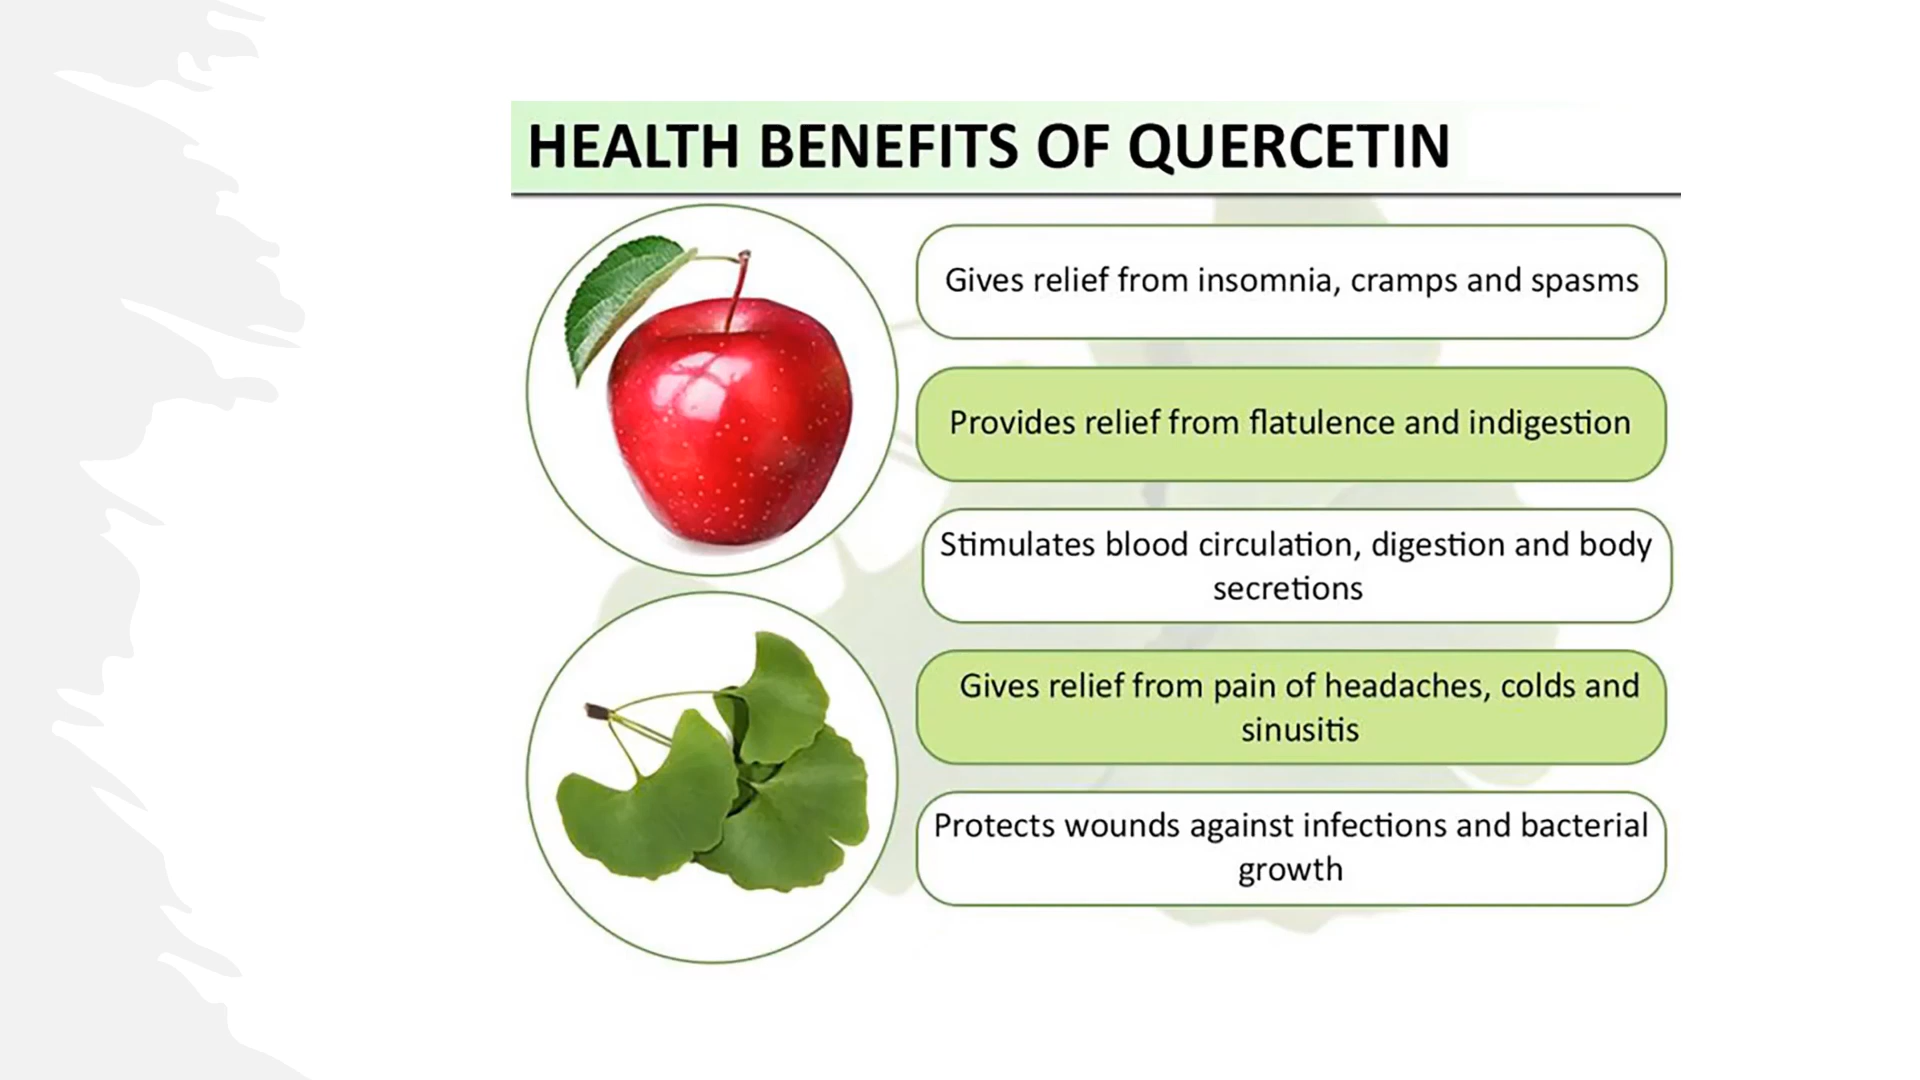 HEALTH BENEFITS OF QUERCETIN
Gives relief from insomnia, cramps and spasms
Provides relief from flatulence and indigestion
Stimulates blood circulation, digestion and body
secretions
Gives relief from pain of headaches, colds and
sinusitis
Protects wounds against infections and bacterial
growth